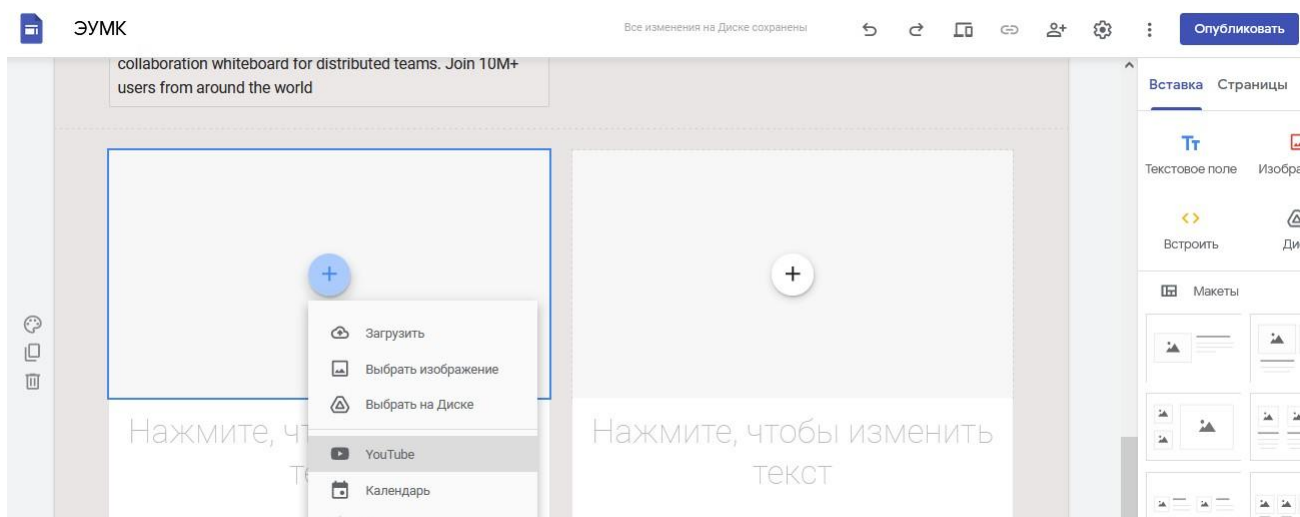 ЭУМК
Все изменения на Диске сохранены
Опубликовать
collaboration whiteboard for distributed teams. Join 10M+
users from around the world
Вставка Страницы
Текстовое поле
Встроить
Макеты
Загрузить
Выбрать изображение
Выбрать на Диске
YouTube
Календарь
Нажмите,
Нажмите, чтобы изменить
текст